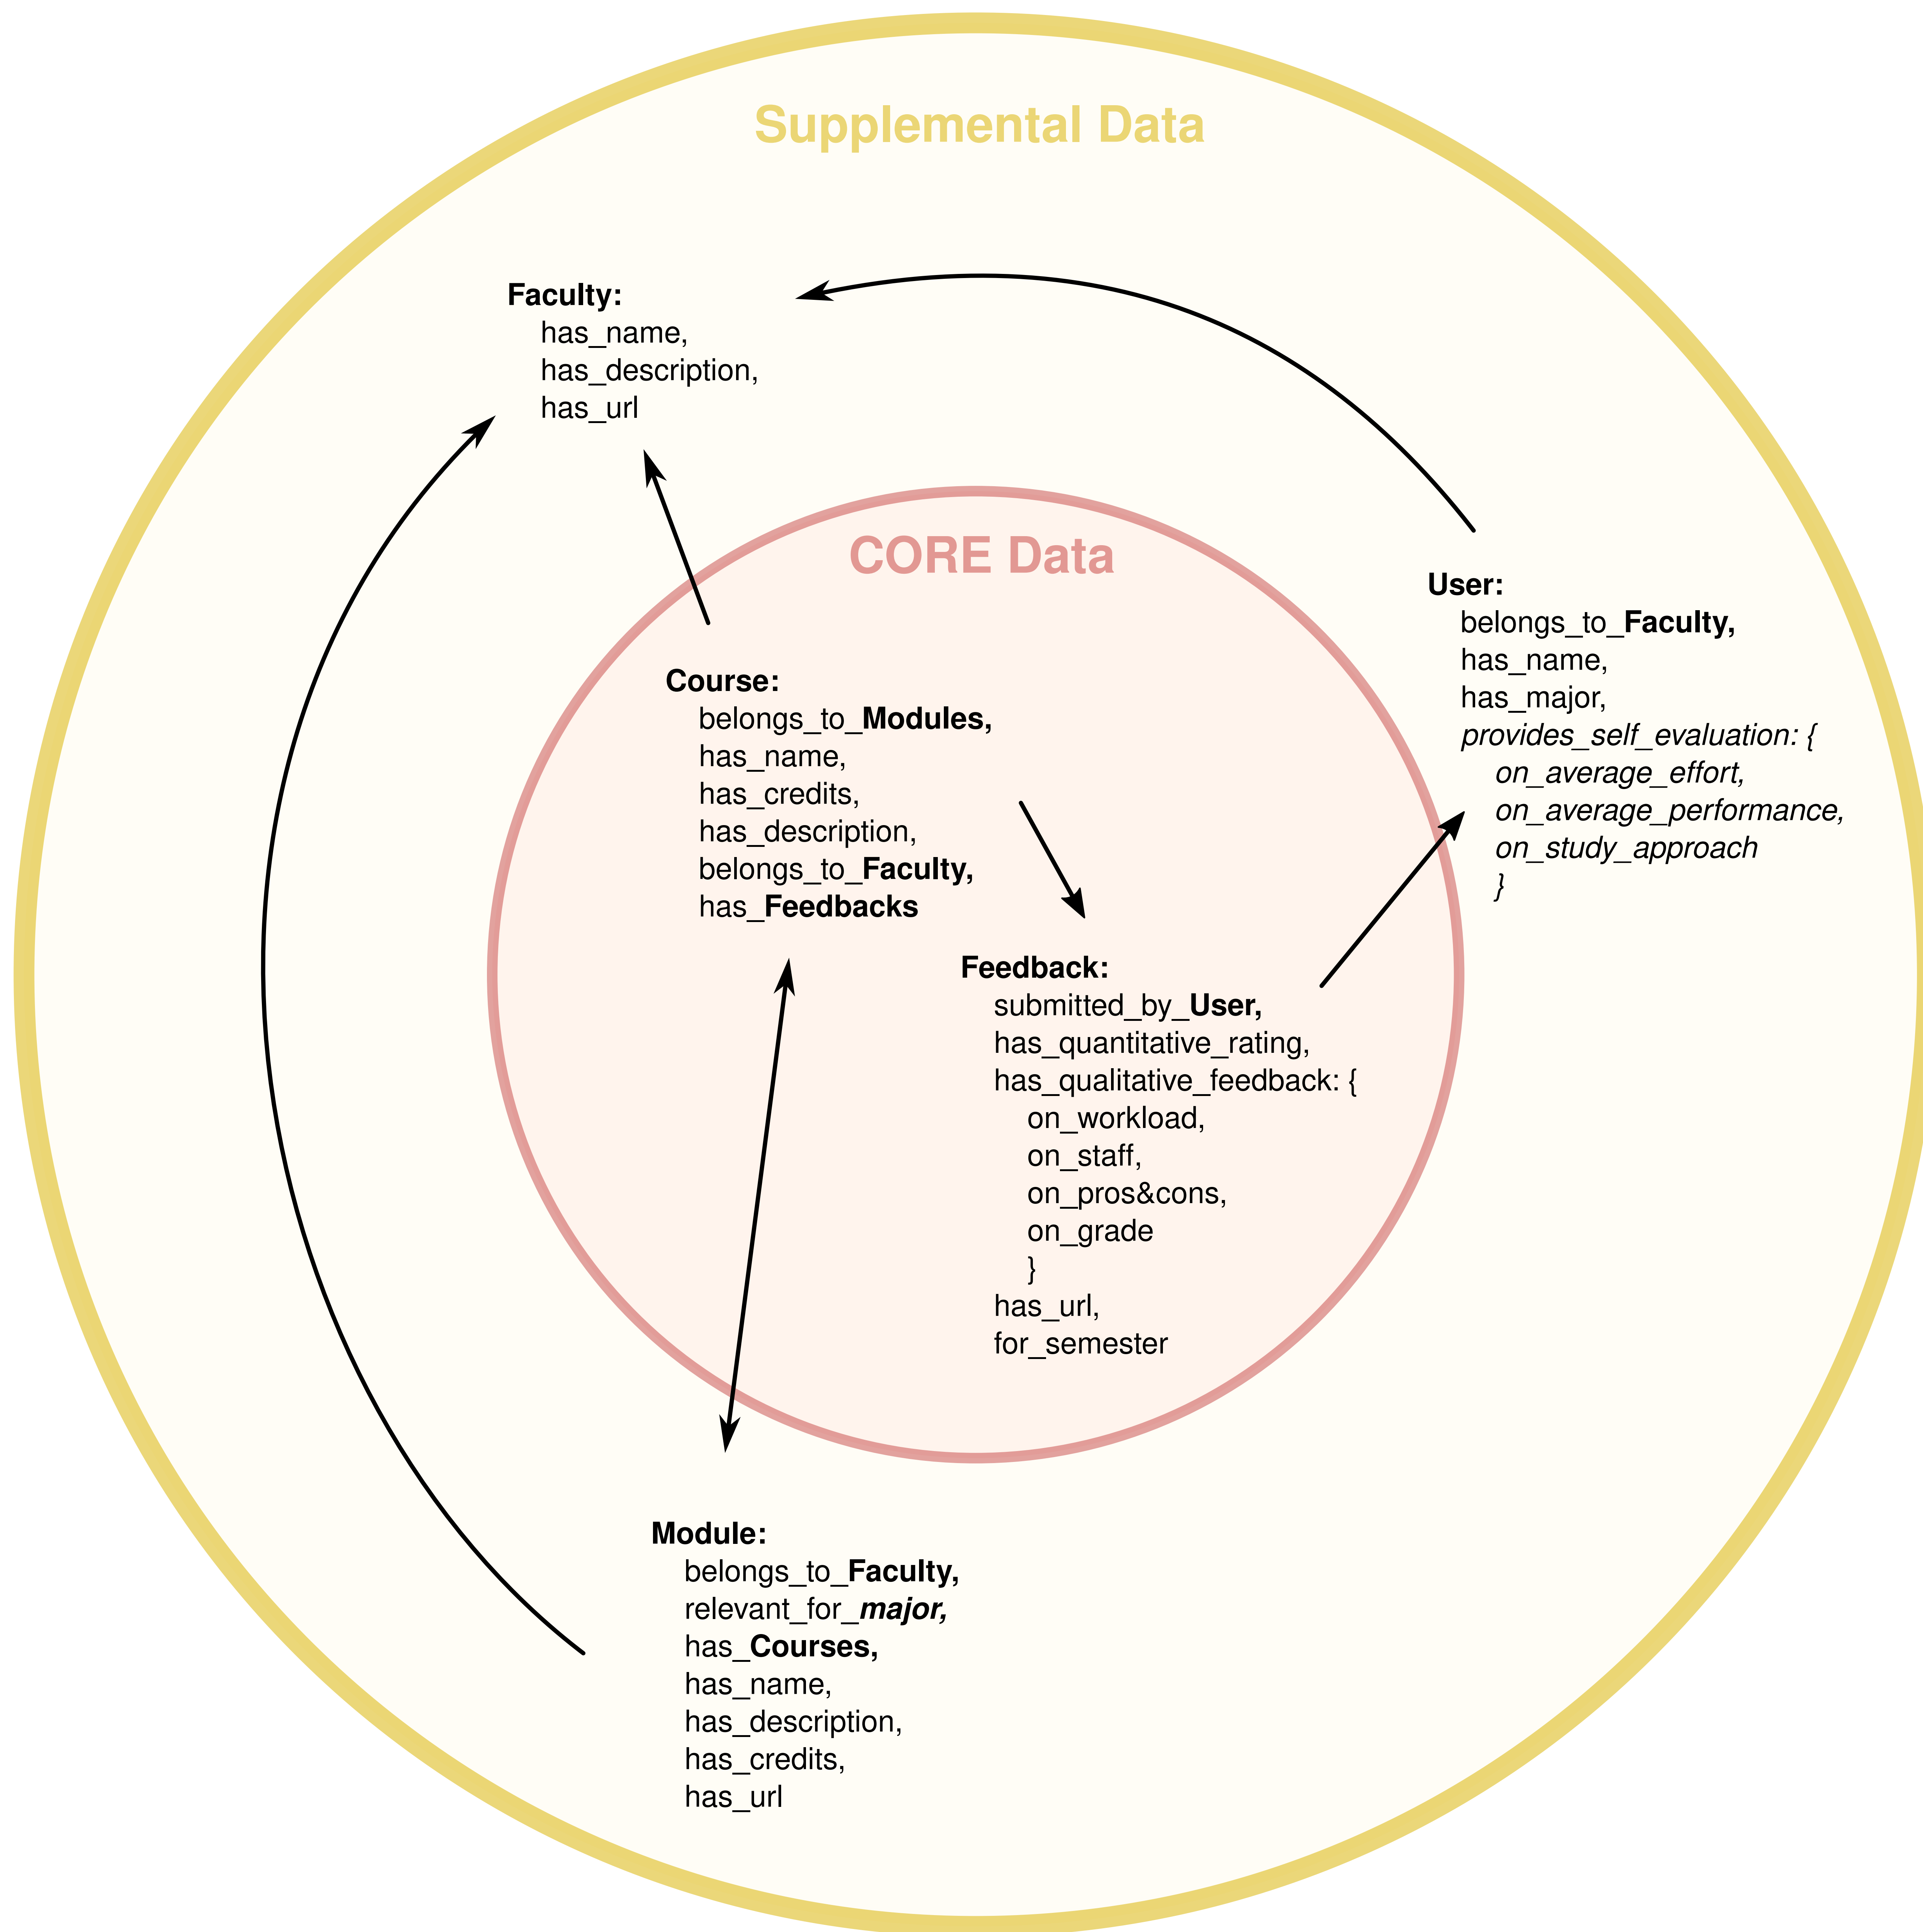 Supplemental Data
Faculty:
has_name,
has_description,
has_url
CORE Data
User:
belongs_to_Faculty,
has_name,
has_major,
provides_self_evaluation: {
on_average_effort,
on_average_performance,
on_study_approach
}
Course:
belongs_to_Modules,
has_name,
has_credits,
has_description,
belongs_to_Faculty,
has_Feedbacks
Feedback:
submitted_by_User,
has_quantitative_rating,
has_qualitative_feedback: {
on_workload,
on_staff,
on_pros&cons,
on_grade
}
has_url,
for_semester
Module:
belongs_to_Faculty,
relevant_for_major,
has_Courses,
has_name,
has_description,
has_credits,
has_url